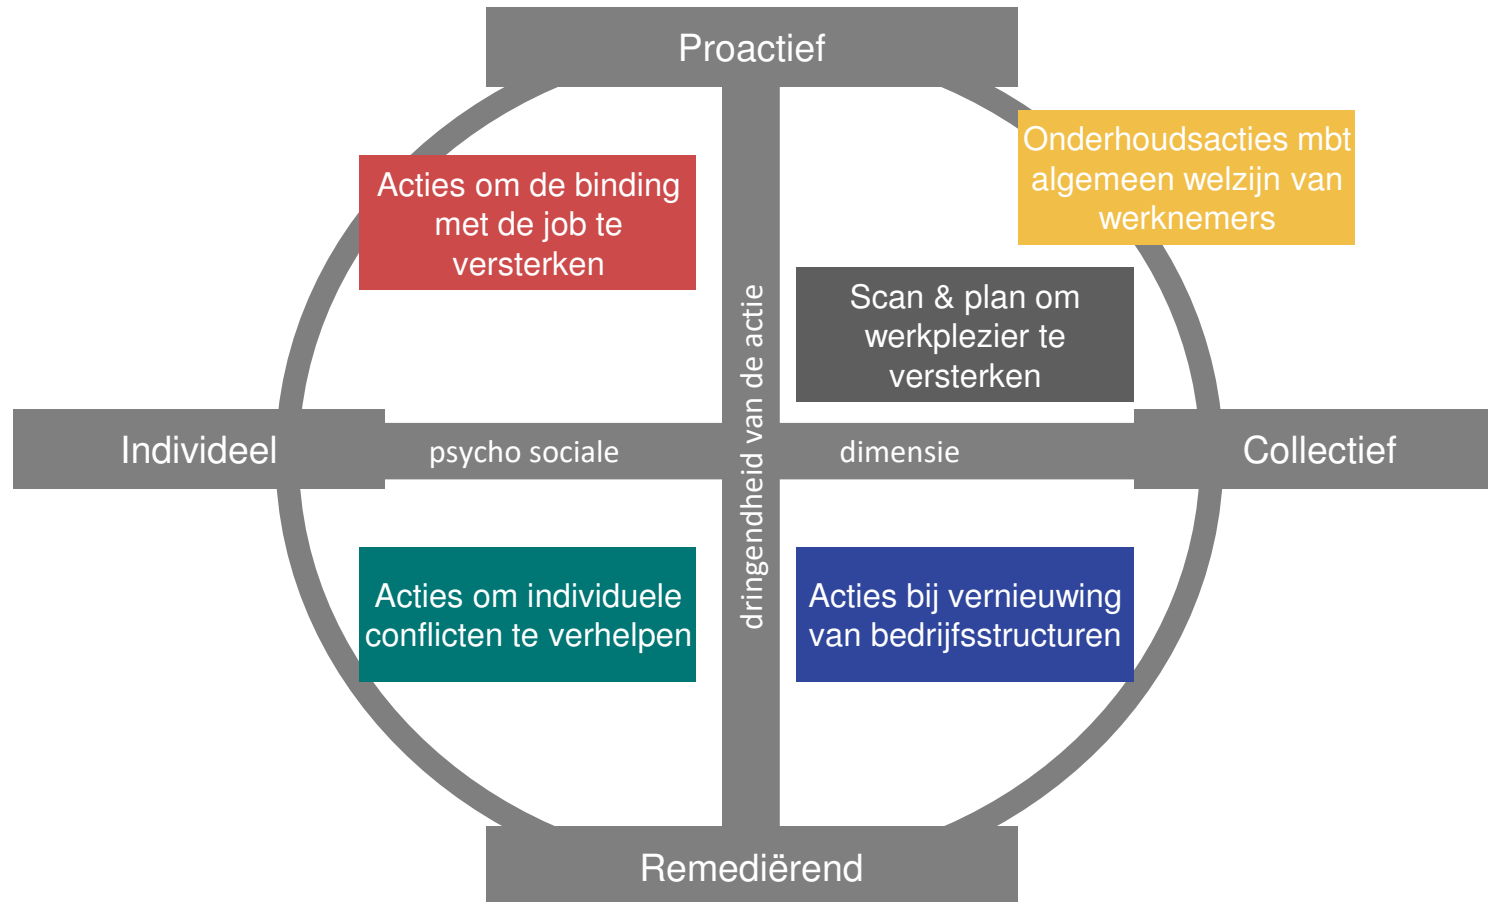 Proactief
Onderhoudsacties mbt
algemeen welzijn van
werknemers
Acties om de binding
met de job te
versterken
Scan & plan om
werkplezier te
versterken
dringendheid van de actie
Individeel
psycho sociale
dimensie
Collectief
Acties om individuele
conflicten te verhelpen
Acties bij vernieuwing
van bedrijfsstructuren
Remediërend